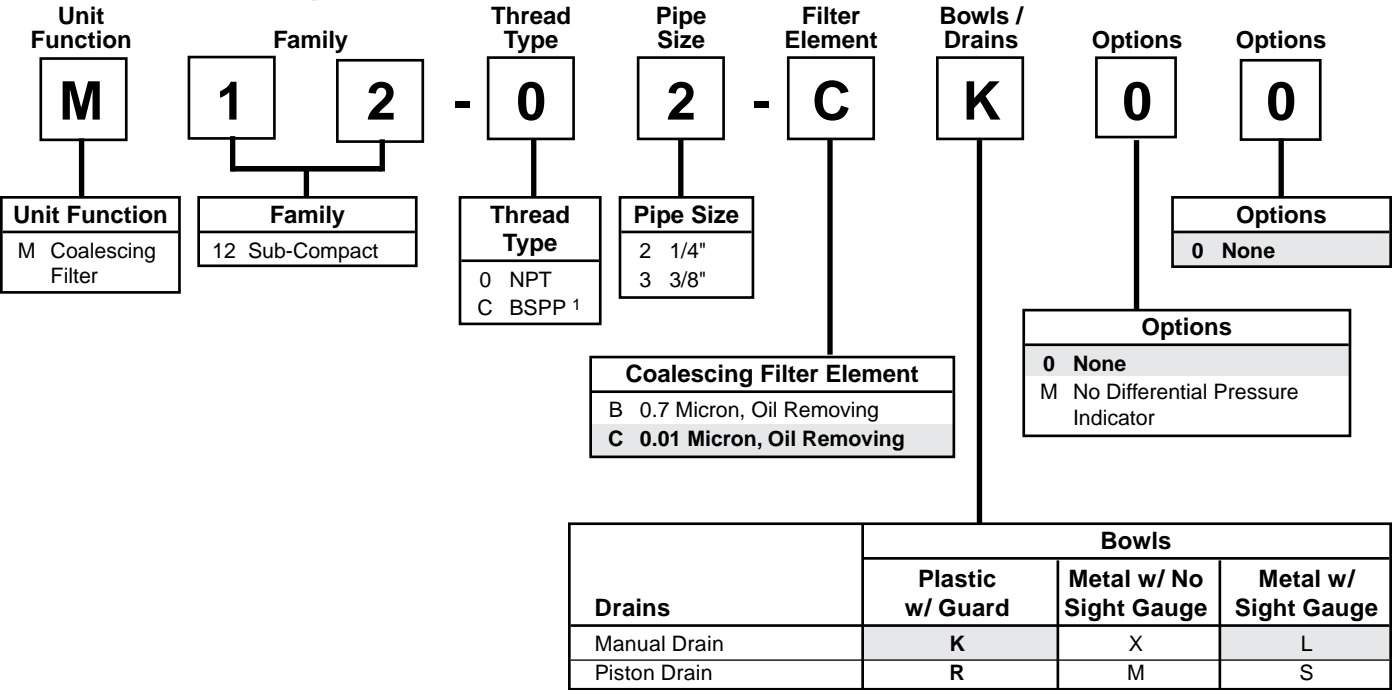 Unit Function
Family
Thread Type
Pipe Size
Filter Element
Bowls / Drains
Options
Options
M 1 2 - 0 2 - C K 0 0
Unit Function
M Coalescing
Filter
Family
12 Sub-Compact
Thread
Type
0 NPT
C BSPP 1
Pipe Size
2 1/4"
3 3/8"
Options
0 None
Options
0 None
M No Differential Pressure
Indicator
Coalescing Filter Element
B 0.7 Micron, Oil Removing
C 0.01 Micron, Oil Removing
Bowls
Drains
Plastic
w/ Guard
Metal w/ No
Sight Gauge
Metal w/
Sight Gauge
Manual Drain K X L
Piston Drain R M S